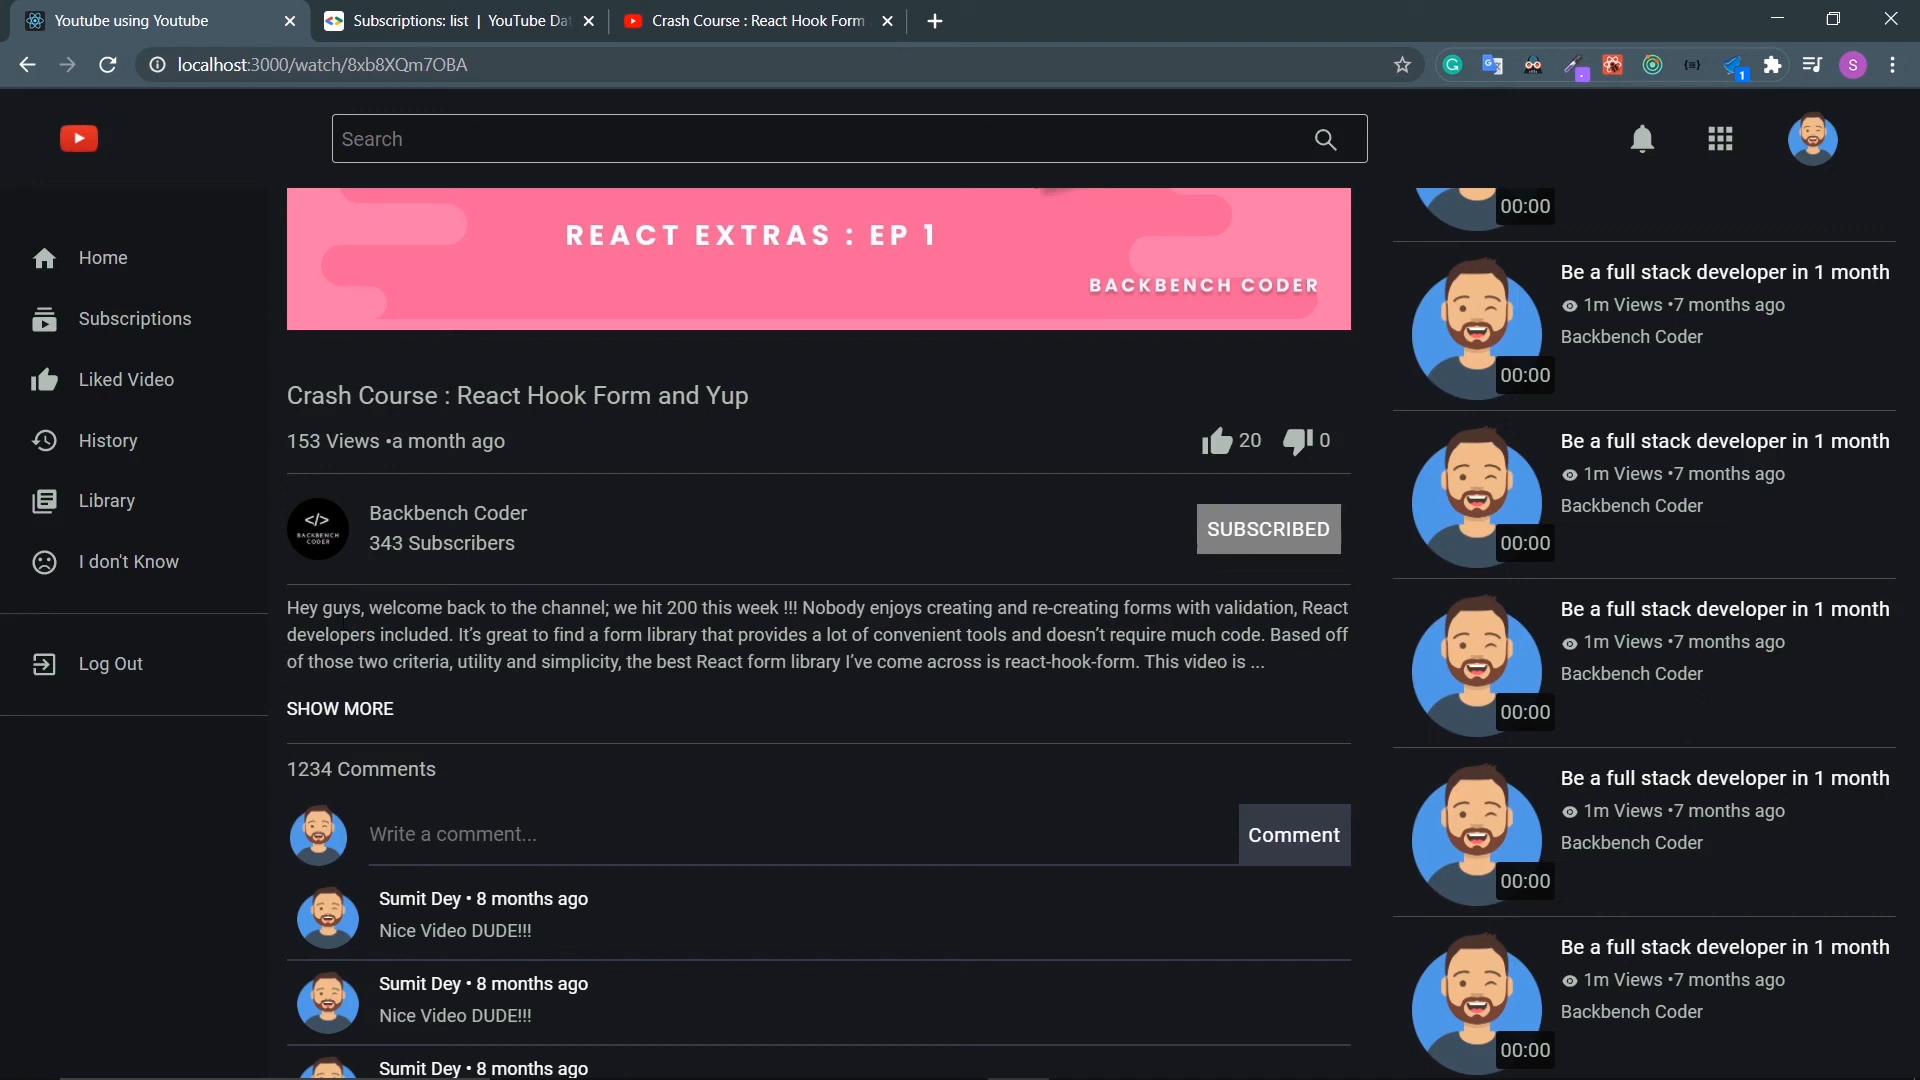 Youtube using Youtube
Subscriptions: list | YouTube Da
Crash Course : React Hook Form
localhost:3000/watch/8xb8XQm7OBA
1
S
Search
Home
Subscriptions
Liked Video
History
Library
I don't Know
Log Out
REACT EXTRAS : EP 1
BACKBENCH CODER
Crash Course : React Hook Form and Yup
153 Views •a month ago
20
0
</>
BACKBENCH
CODER
Backbench Coder
343 Subscribers
SUBSCRIBED
Hey guys, welcome back to the channel; we hit 200 this week !!! Nobody enjoys creating and re-creating forms with validation, React
developers included. It’s great to find a form library that provides a lot of convenient tools and doesn’t require much code. Based off
of those two criteria, utility and simplicity, the best React form library I’ve come across is react-hook-form. This video is ...
SHOW MORE
1234 Comments
Write a comment...
Comment
Sumit Dey • 8 months ago
Nice Video DUDE!!!
Sumit Dey • 8 months ago
Nice Video DUDE!!!
Sumit Dey • 8 months ago
00:00
Be a full stack developer in 1 month
1m Views •7 months ago
Backbench Coder
00:00
Be a full stack developer in 1 month
1m Views •7 months ago
Backbench Coder
00:00
Be a full stack developer in 1 month
1m Views •7 months ago
Backbench Coder
00:00
Be a full stack developer in 1 month
1m Views •7 months ago
Backbench Coder
00:00
Be a full stack developer in 1 month
1m Views •7 months ago
Backbench Coder
00:00